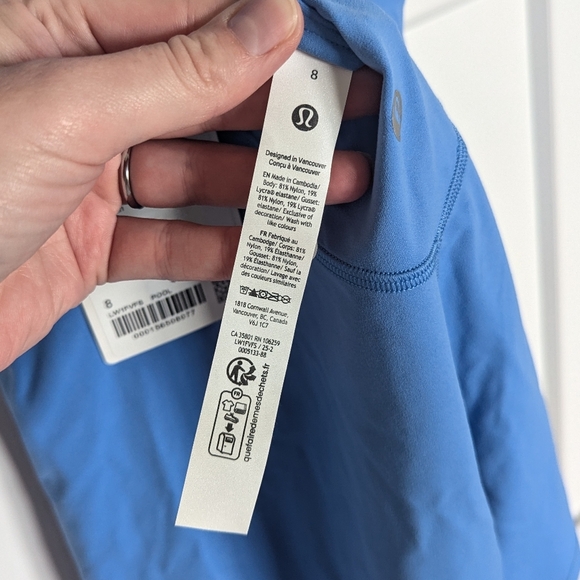 8
Designed in Vancouver
Conçu à Vancouver
EN Made in Cambodia/
Body: 81% Nylon, 19%
Lycra® elastane/ Gusset:
81% Nylon, 19% Lycra®
elastane/ Exclusive of
decoration/ Wash with
like colours
FR Fabriqué au
Cambodge/ Corps: 81%
Nylon, 19% Élasthanne/
Gousset: 81% Nylon,
19% Élasthanne/ Sauf la
décoration/ Lavage avec
des couleurs similaires
1818 Cornwall Avenue,
Vancouver, BC, Canada
V6J 1C7
CA 35801 RN 106259
LW1FVFS / 25-2
0005133-88
quefairedemesdechets.fr
8
LW1FVFS POOL